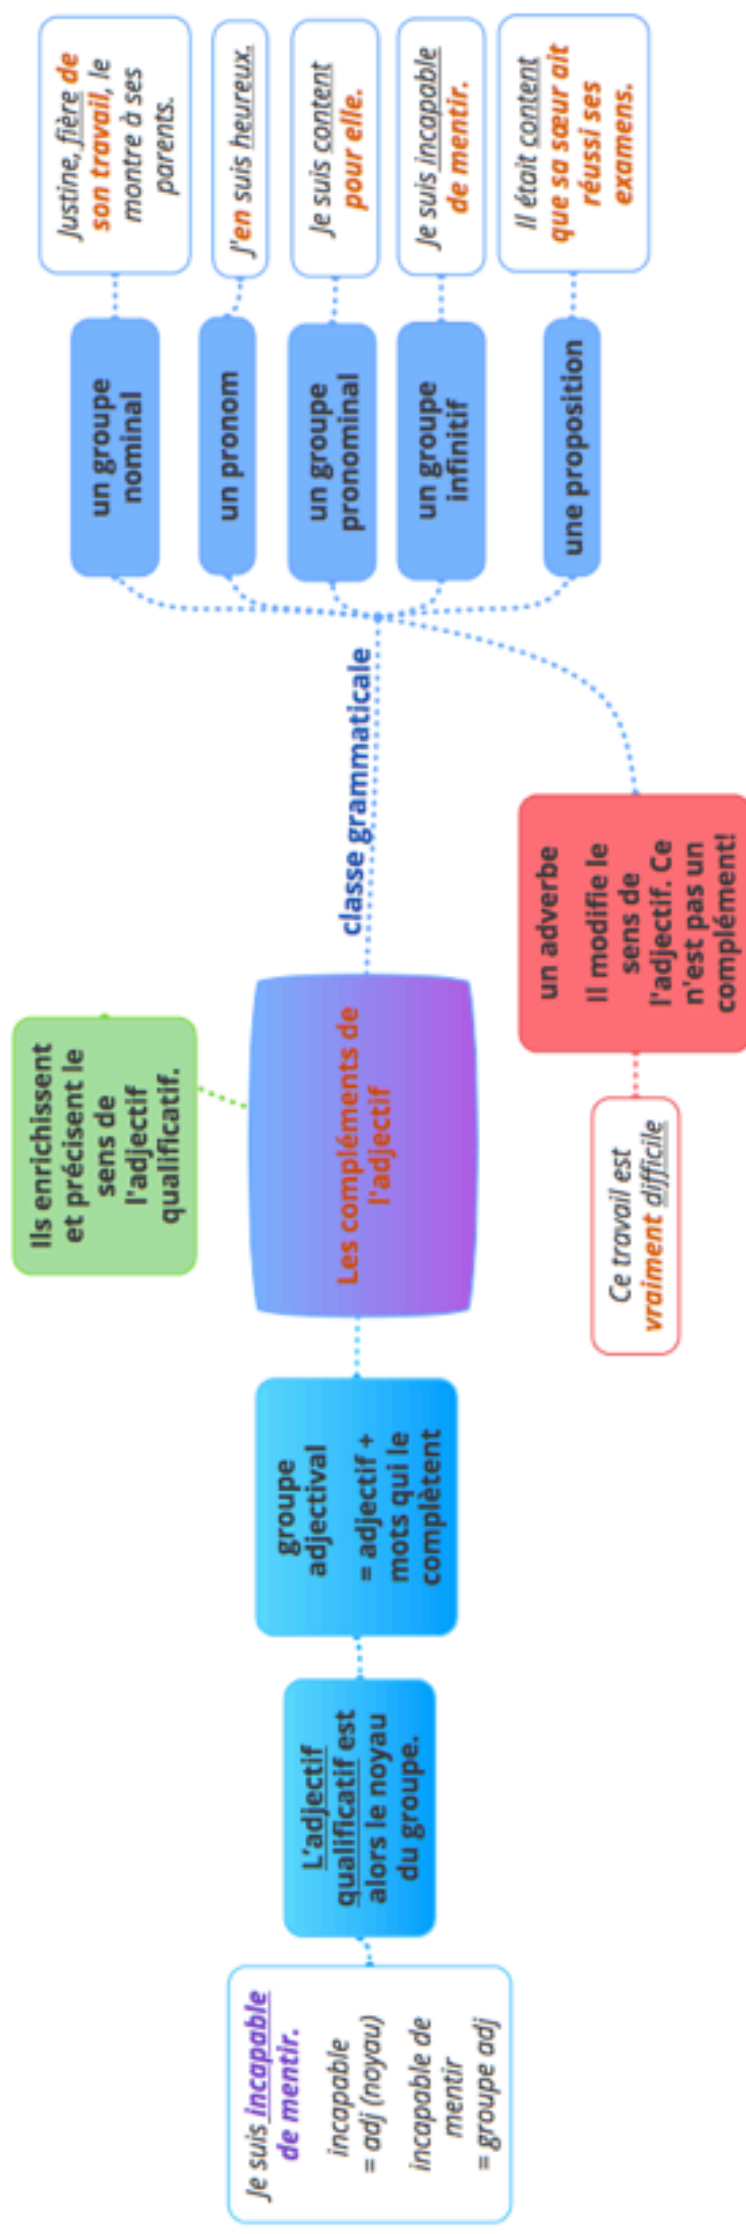 Ils enrichissent
et précisent le
sens de
l'adjectif
qualificatif.
Les compléments de
l'adjectif
groupe
adjectival
= adjectif +
mots qui le
complètent
L'adjectif
qualificatif est
alors le noyau
du groupe.
Je suis incapable
de mentir.
incapable
= adj (noyau)
incapable de
mentir
= groupe adj
classe grammaticale
un groupe
nominal
Justine, fière de
son travail, le
montre à ses
parents.
un pronom
J'en suis heureux.
un groupe
pronominal
Je suis content
pour elle.
un groupe
infinitif
Je suis incapable
de mentir.
une proposition
Il était content
que sa sœur ait
réussi ses
examens.
un adverbe
Il modifie le
sens de
l'adjectif. Ce
n'est pas un
complément!
Ce travail est
vraiment difficile